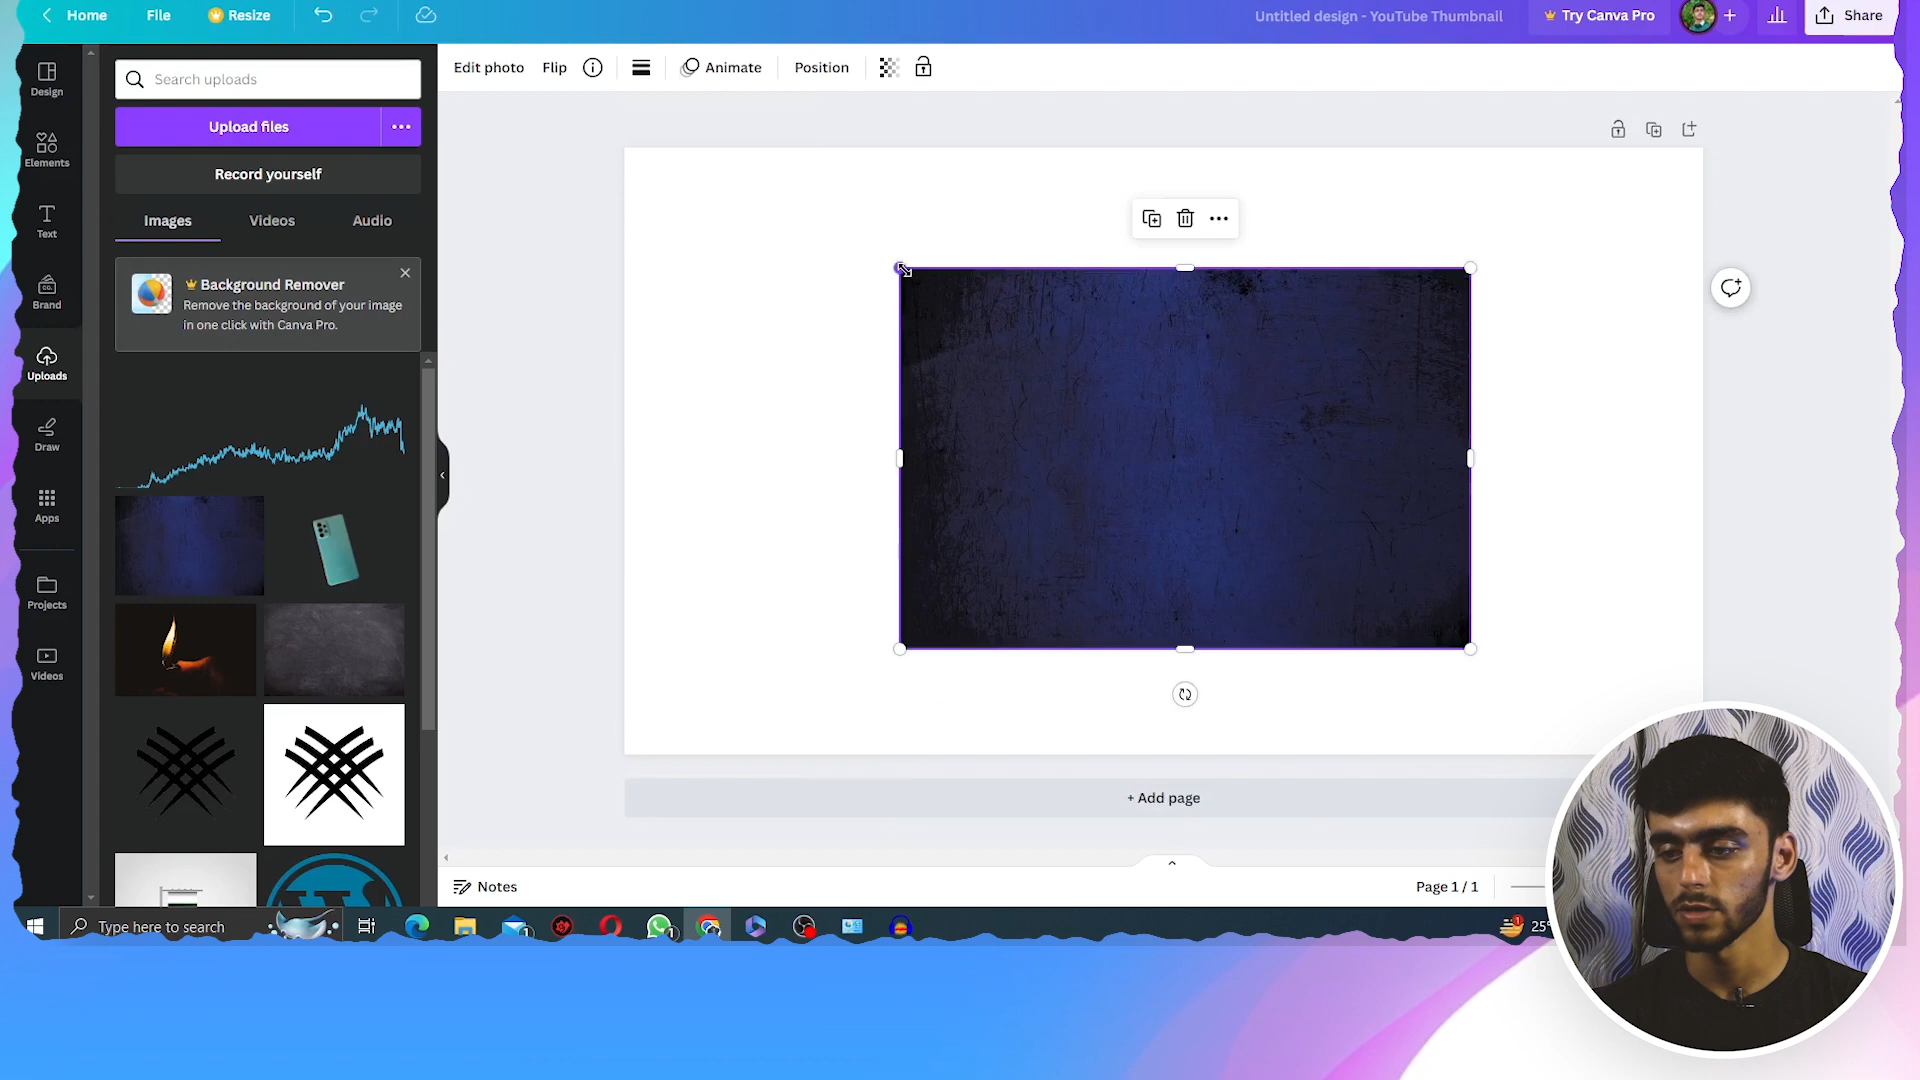 Home File Resize
Untitled design - YouTube Thumbnail
Try Canva Pro
Share
Design
Elements
Text
Brand
Uploads
Draw
Apps
Projects
Videos
Search uploads
Upload files
Record yourself
Images Videos Audio
Background Remover
Remove the background of your image
in one click with Canva Pro.
Edit photo Flip Animate Position
+ Add page
Notes
Page 1 / 1
Type here to search
25°